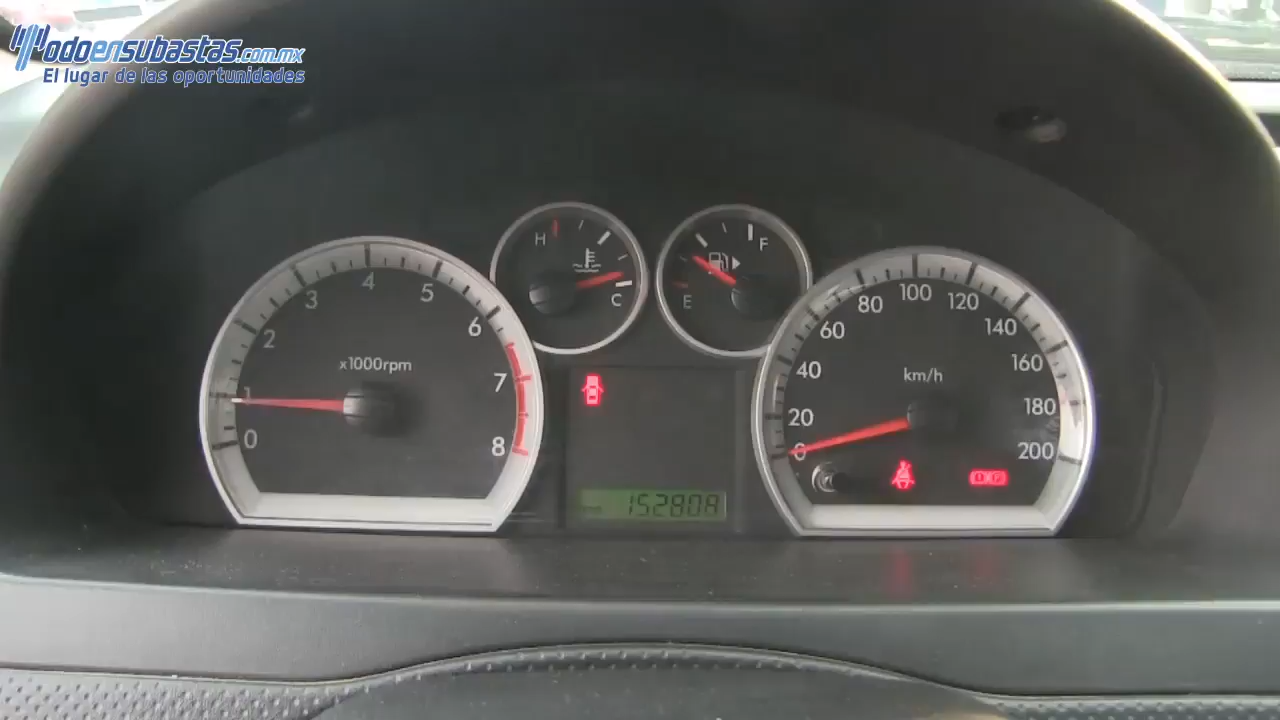 Todoensubastas.com.mx
El lugar de las oportunidades
0
1
2
3
4
5
6
7
8
x1000rpm
H
C
F
E
152808
0
20
40
60
80
100
120
140
160
180
200
km/h